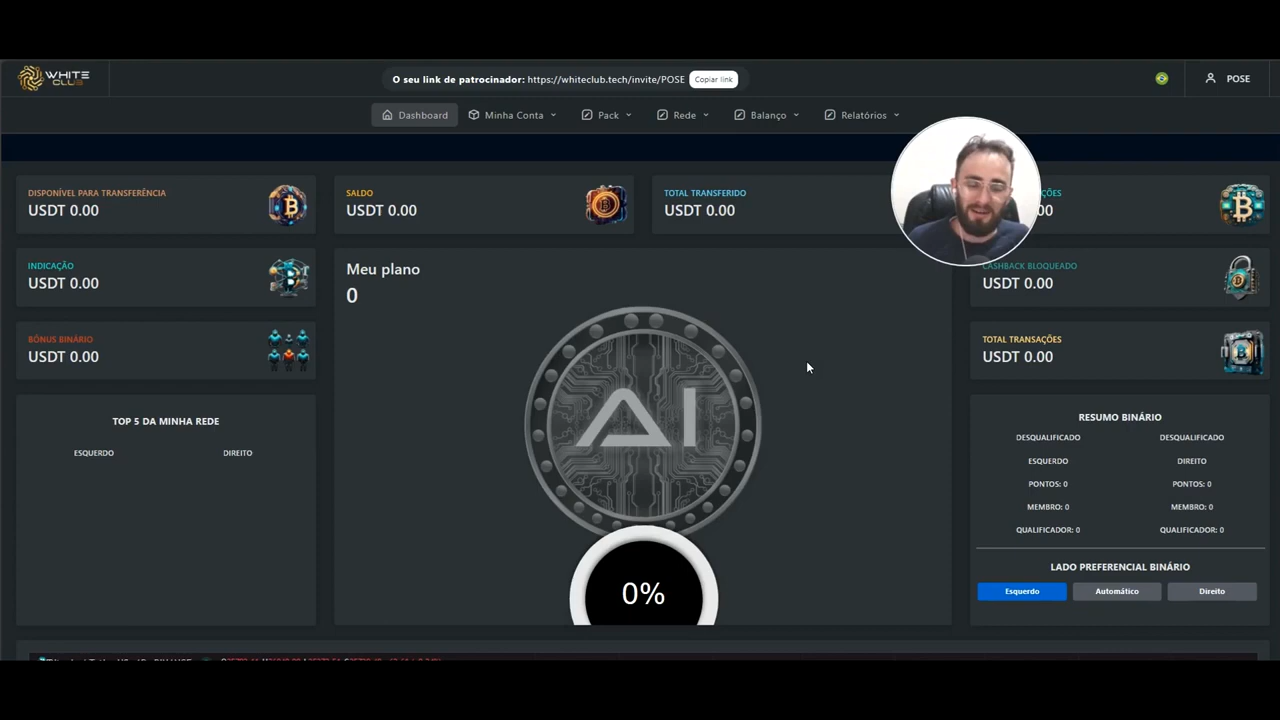 WHITE
CLUB
O seu link de patrocinador: https://whiteclub.tech/invite/POSE
Copiar link
POSE
Dashboard
Minha Conta
Pack
Rede
Balanço
Relatórios
DISPONÍVEL PARA TRANSFERÊNCIA
USDT 0.00
SALDO
USDT 0.00
TOTAL TRANSFERIDO
USDT 0.00
INDICAÇÃO
USDT 0.00
Meu plano
0
CASHBACK BLOQUEADO
USDT 0.00
BÔNUS BINÁRIO
USDT 0.00
TOTAL TRANSAÇÕES
USDT 0.00
TOP 5 DA MINHA REDE
ESQUERDO
DIREITO
AI
0%
RESUMO BINÁRIO
DESQUALIFICADO DESQUALIFICADO
ESQUERDO DIREITO
PONTOS: 0 PONTOS: 0
MEMBRO: 0 MEMBRO: 0
QUALIFICADOR: 0 QUALIFICADOR: 0
LADO PREFERENCIAL BINÁRIO
Esquerdo
Automático
Direito